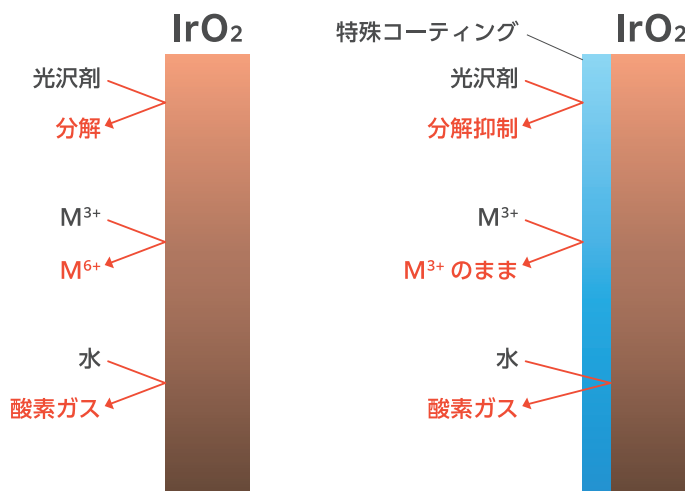 IrO₂
光沢剤
分解
M³⁺
M⁶⁺
水
酸素ガス
特殊コーティング
IrO₂
光沢剤
分解抑制
M³⁺
M³⁺ のまま
水
酸素ガス